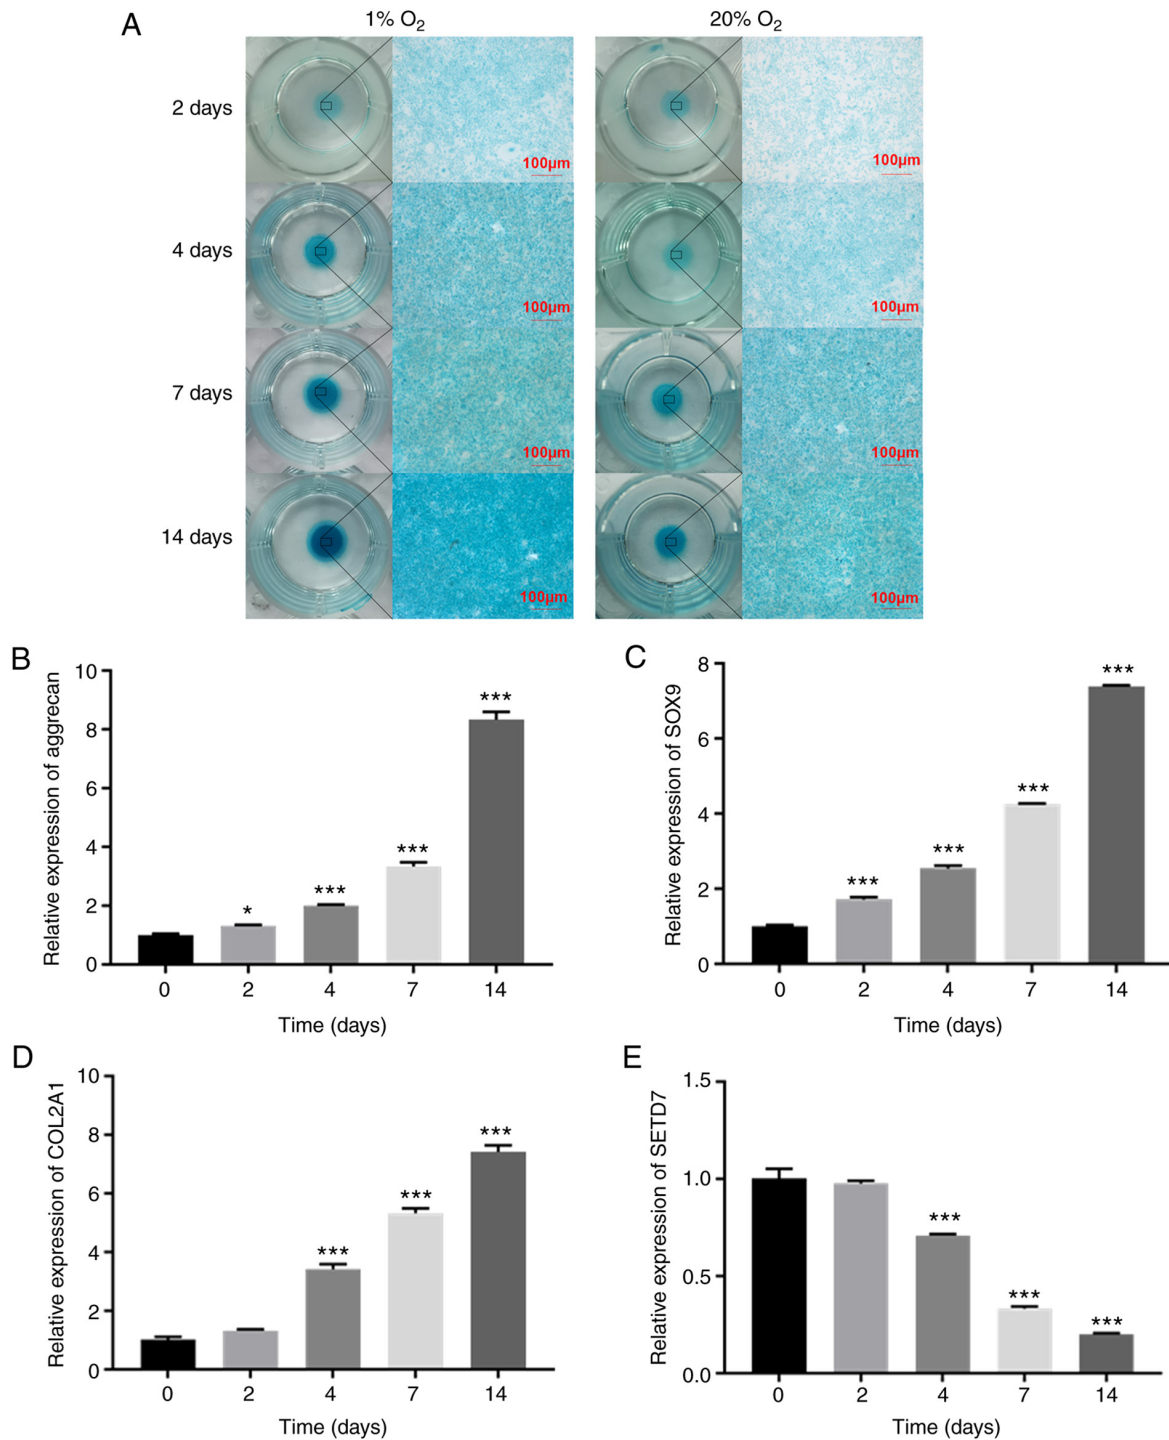 A
1% O2
20% O2
2 days
100µm
100µm
4 days
100µm
100µm
7 days
100µm
100µm
14 days
100µm
100µm
B
Relative expression of aggrecan
10
8
6
4
2
0
*
***
***
***
0 2 4 7 14
Time (days)
C
Relative expression of SOX9
8
6
4
2
0
***
***
***
***
0 2 4 7 14
Time (days)
D
Relative expression of COL2A1
10
8
6
4
2
0
***
***
***
0 2 4 7 14
Time (days)
E
Relative expression of SETD7
1.5
1.0
0.5
0.0
***
***
***
0 2 4 7 14
Time (days)